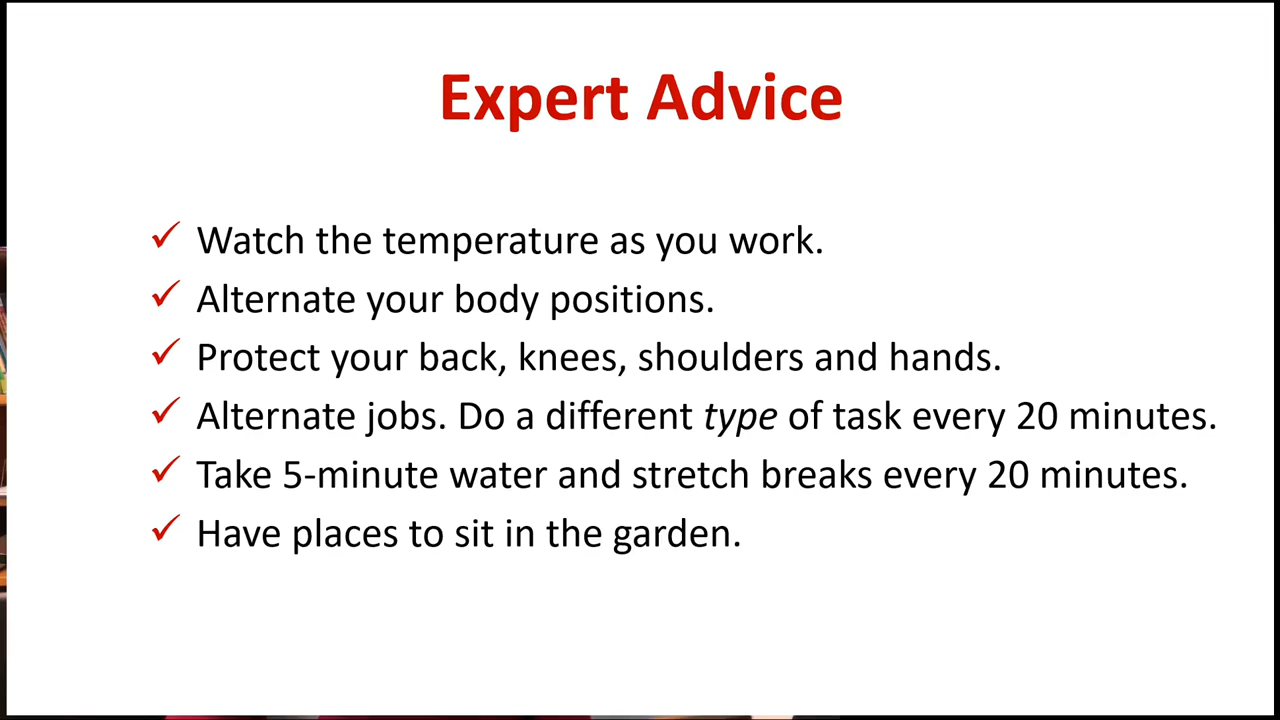 Expert Advice
Watch the temperature as you work.
Alternate your body positions.
Protect your back, knees, shoulders and hands.
Alternate jobs. Do a different type of task every 20 minutes.
Take 5-minute water and stretch breaks every 20 minutes.
Have places to sit in the garden.